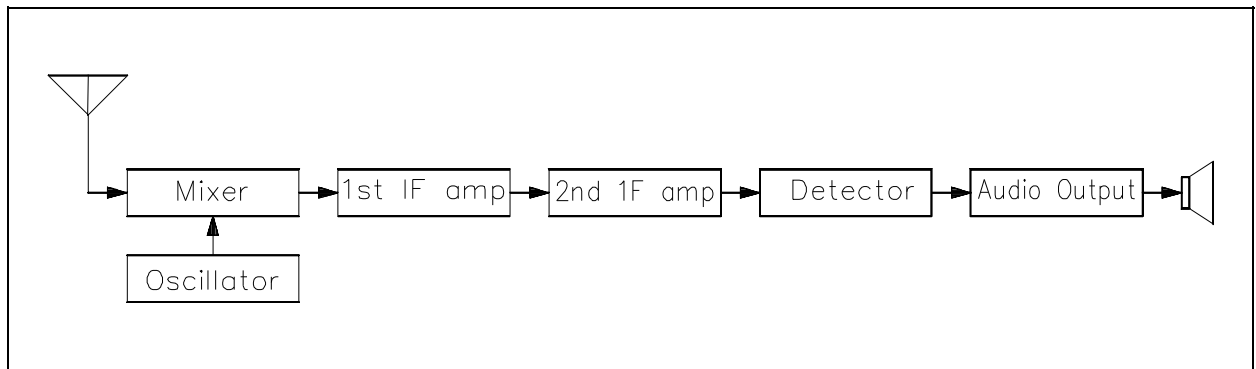 Mixer
1st IF amp
2nd 1F amp
Detector
Audio Output
Oscillator